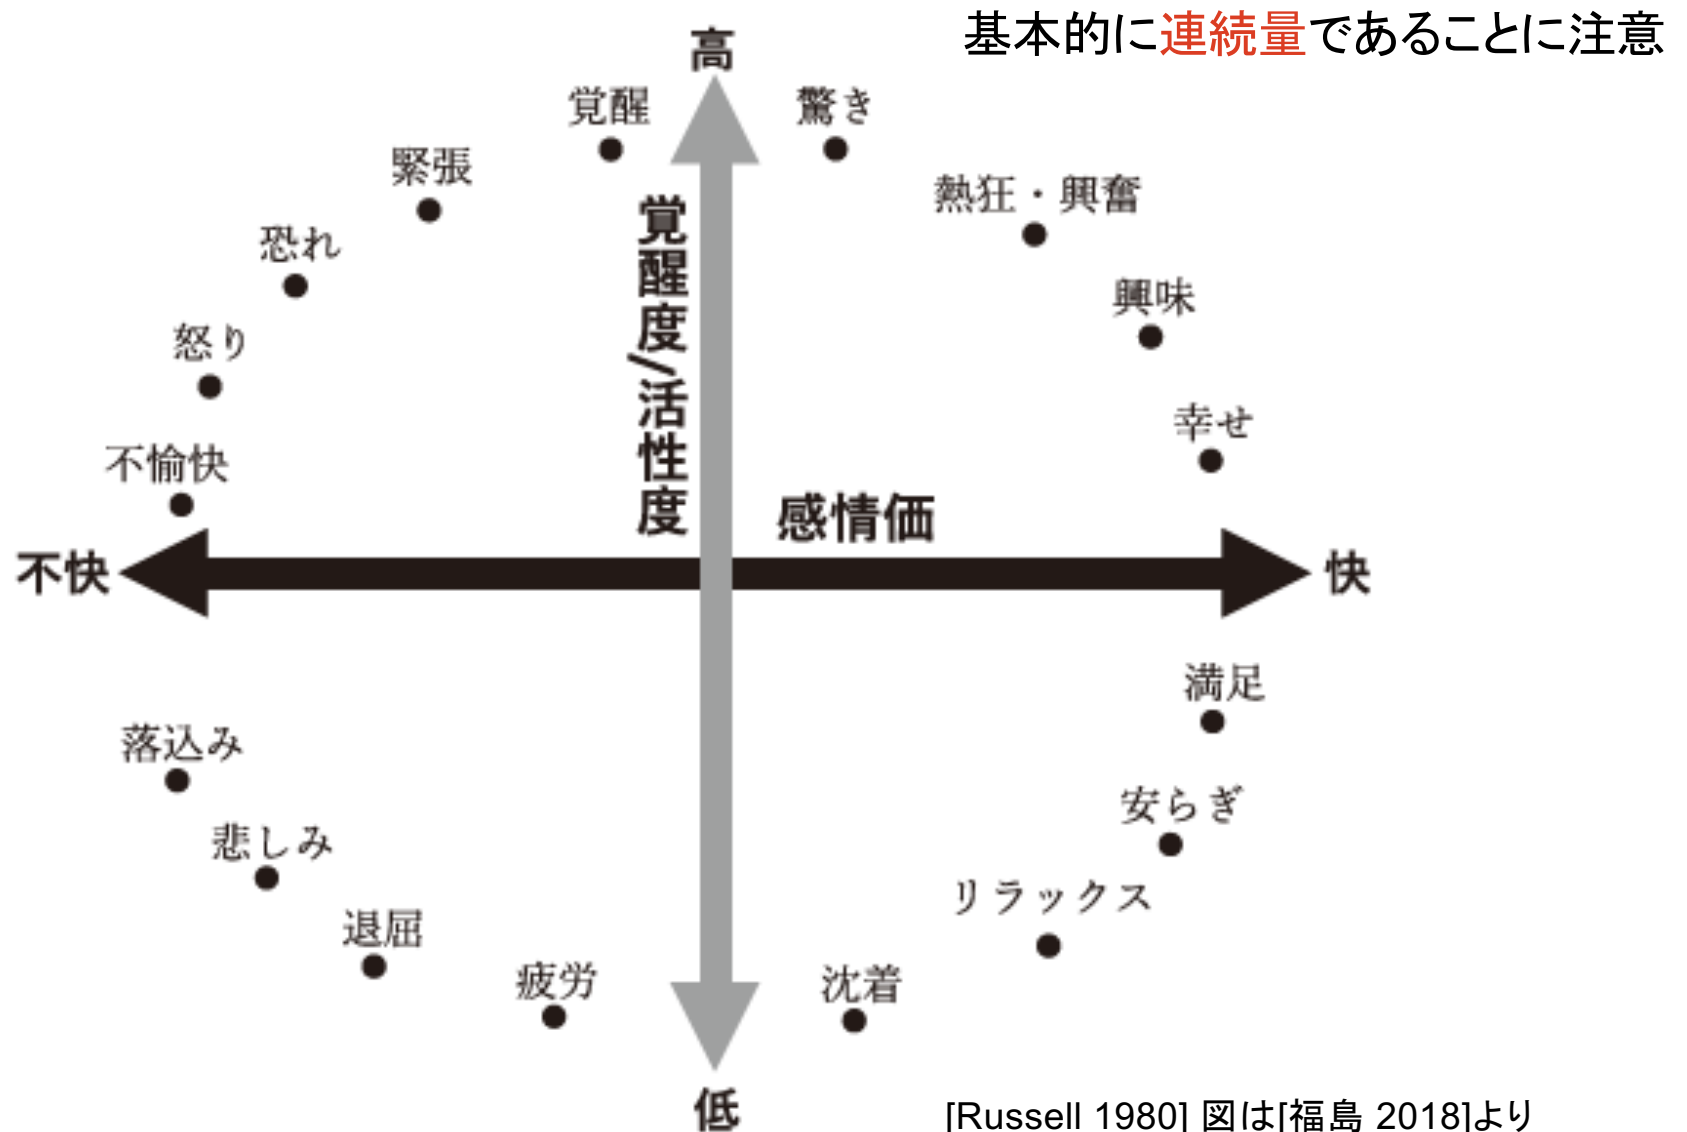 基本的に連続量であることに注意
高
覚醒
驚き
緊張
熱狂・興奮
恐れ
覚醒度/活性度
興味
怒り
幸せ
不愉快
感情価
不快
快
満足
落込み
安らぎ
悲しみ
リラックス
退屈
疲労
沈着
低
[Russell 1980] 図は[福島 2018]より